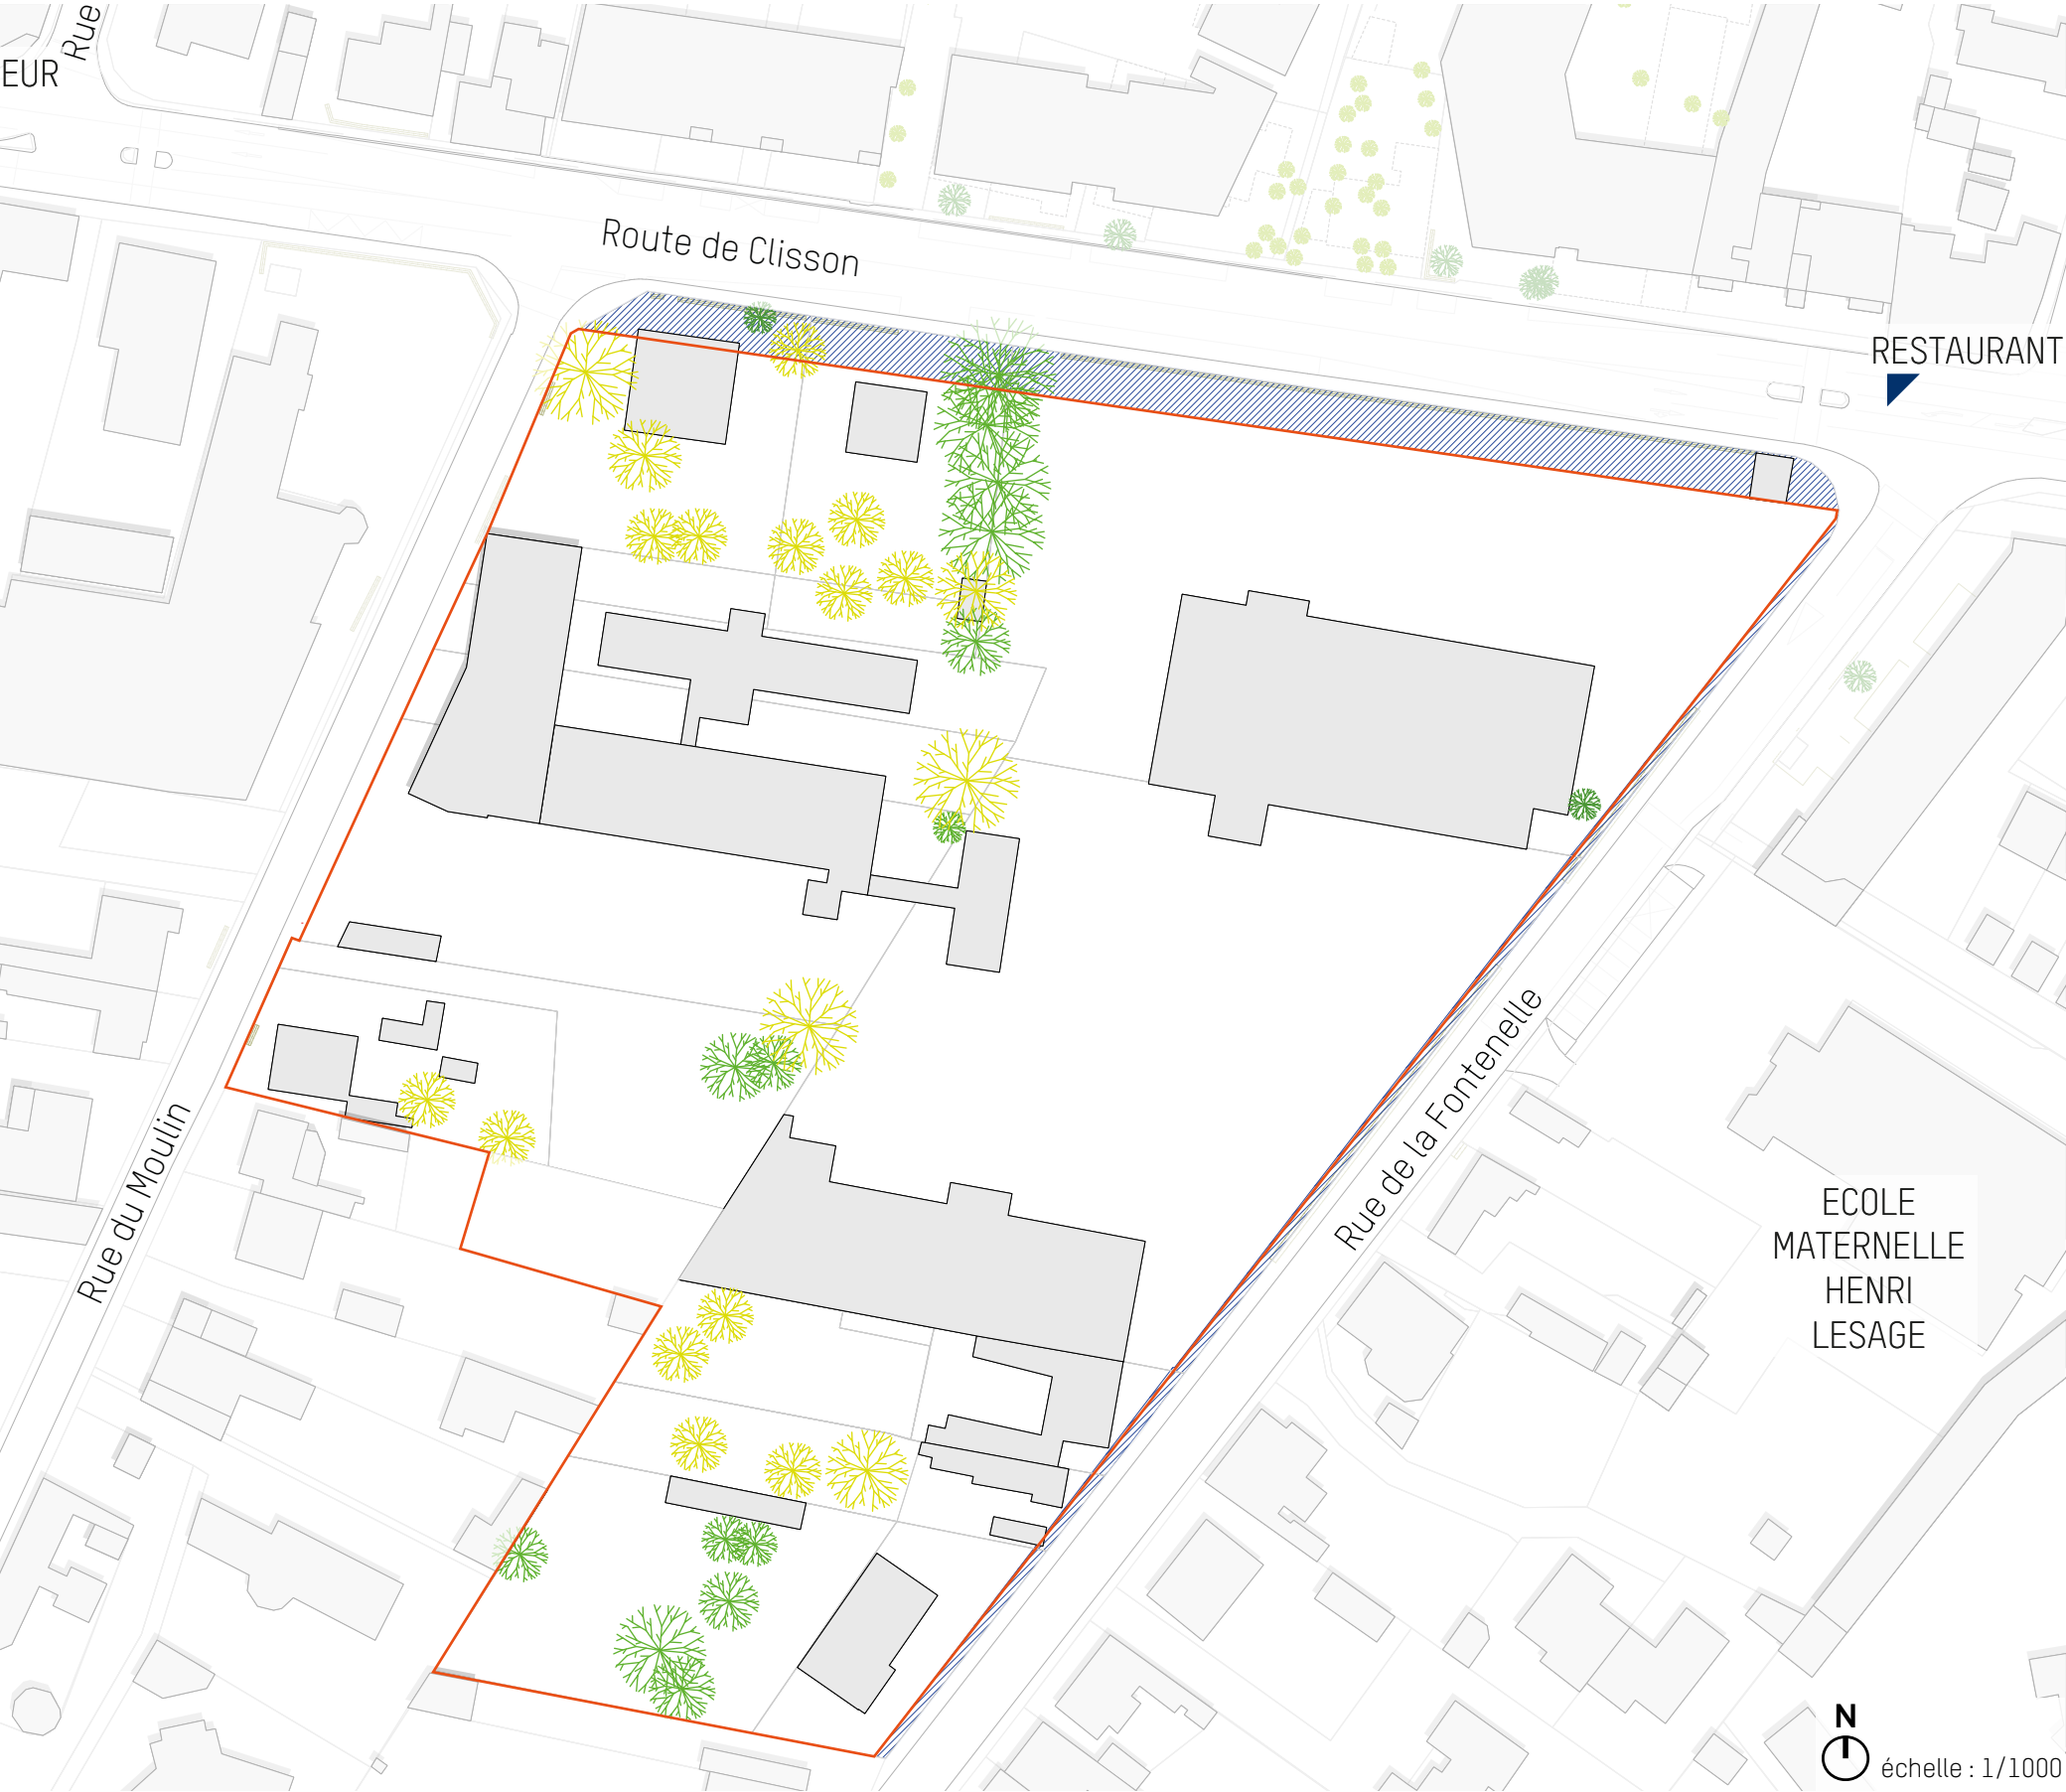 Rue
EUR
Route de Clisson
RESTAURANT
Rue de la Fontenelle
Rue du Moulin
ECOLE
MATERNELLE
HENRI
LESAGE
N
échelle : 1/1000